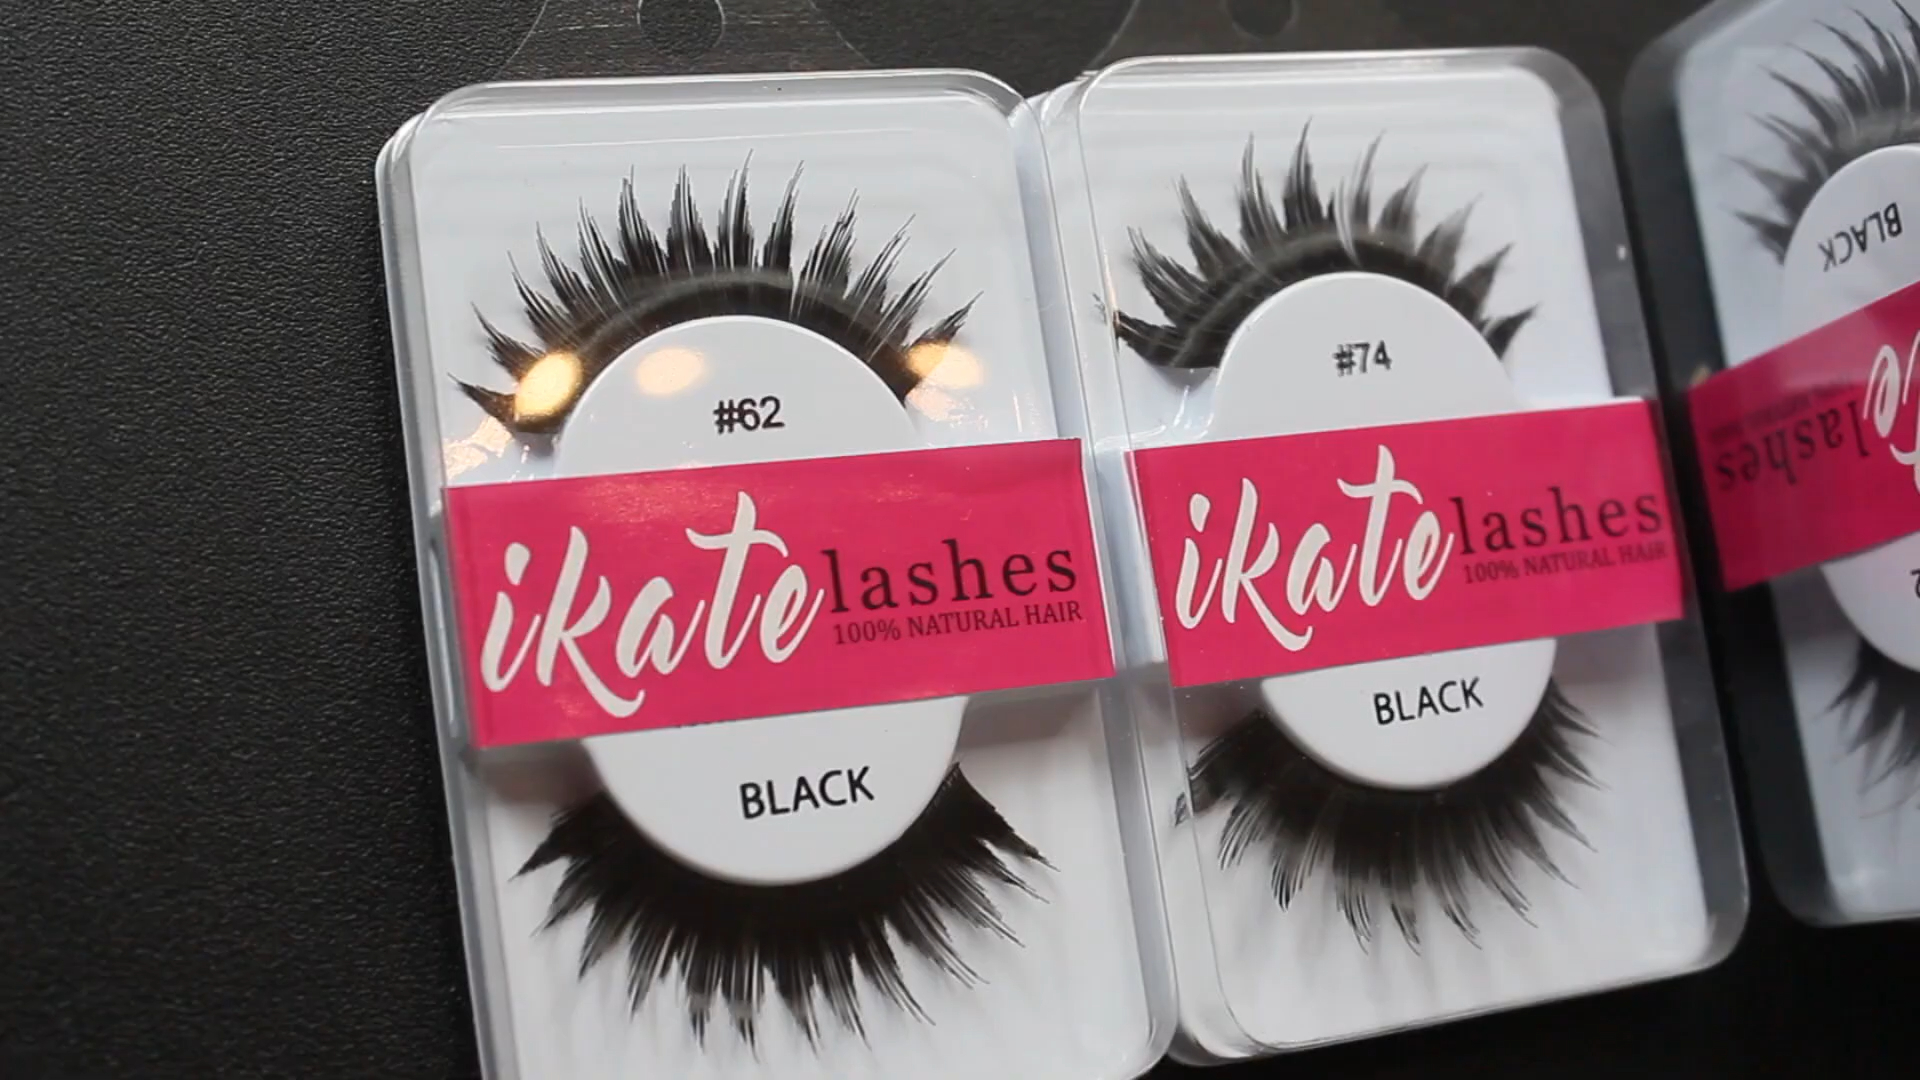 #62
ikate lashes
100% NATURAL HAIR
BLACK
#74
ikate lashes
100% NATURAL HAIR
BLACK
BLACK
lashes